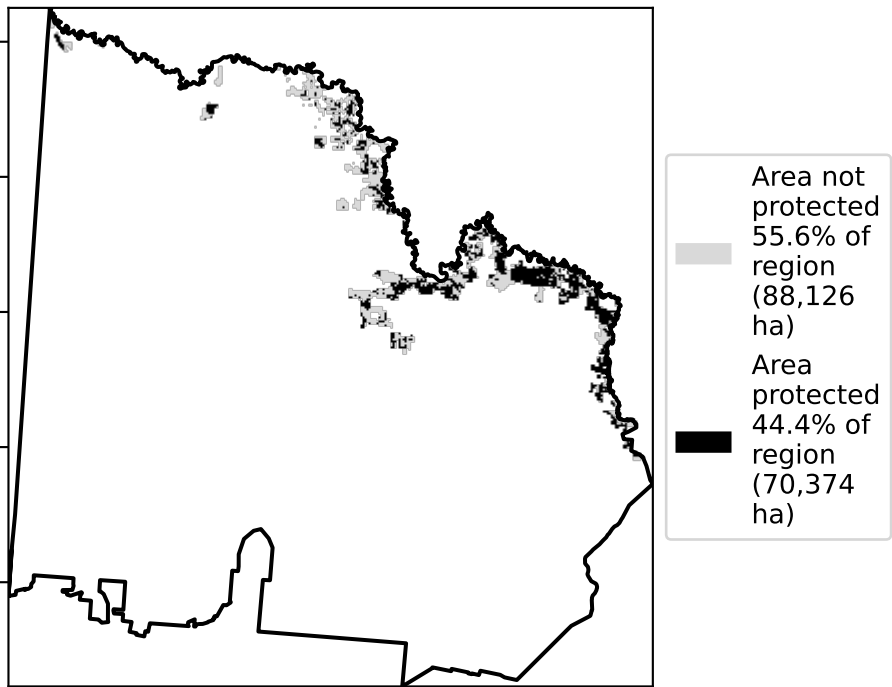 Area not
protected
55.6% of
region
(88,126
ha)
Area
protected
44.4% of
region
(70,374
ha)